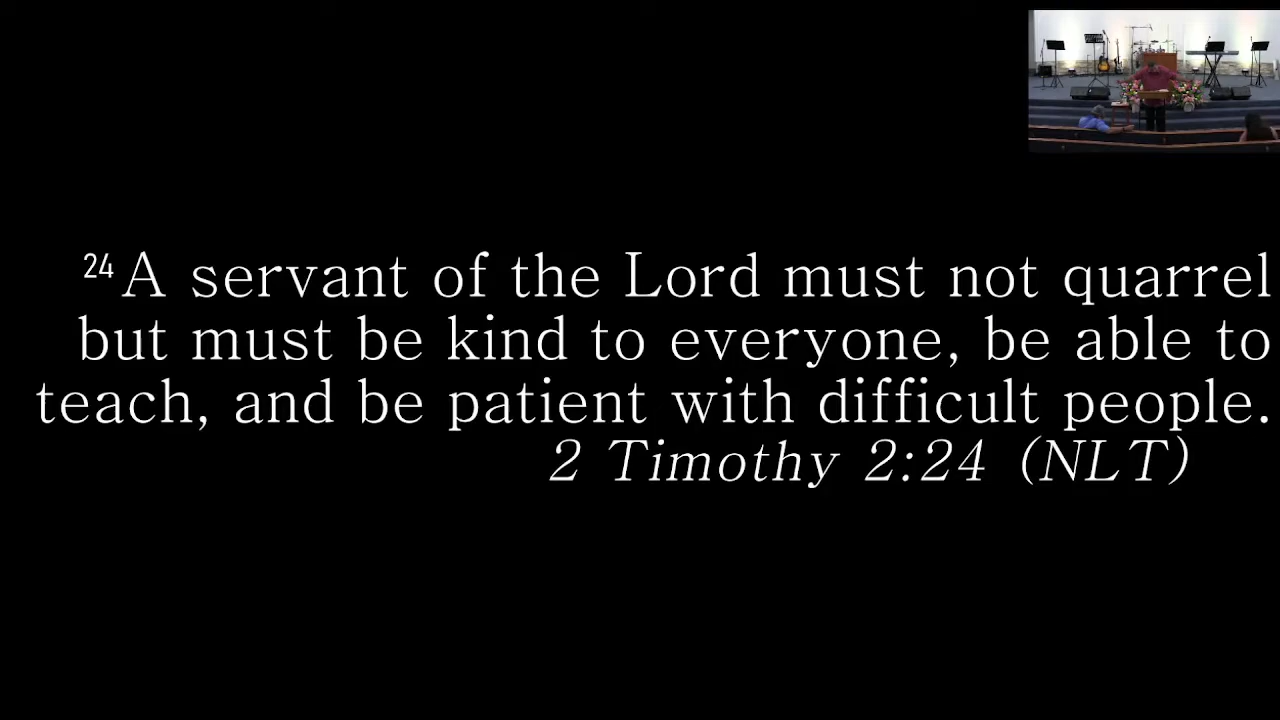 24 A servant of the Lord must not quarrel
but must be kind to everyone, be able to
teach, and be patient with difficult people.
2 Timothy 2:24 (NLT)